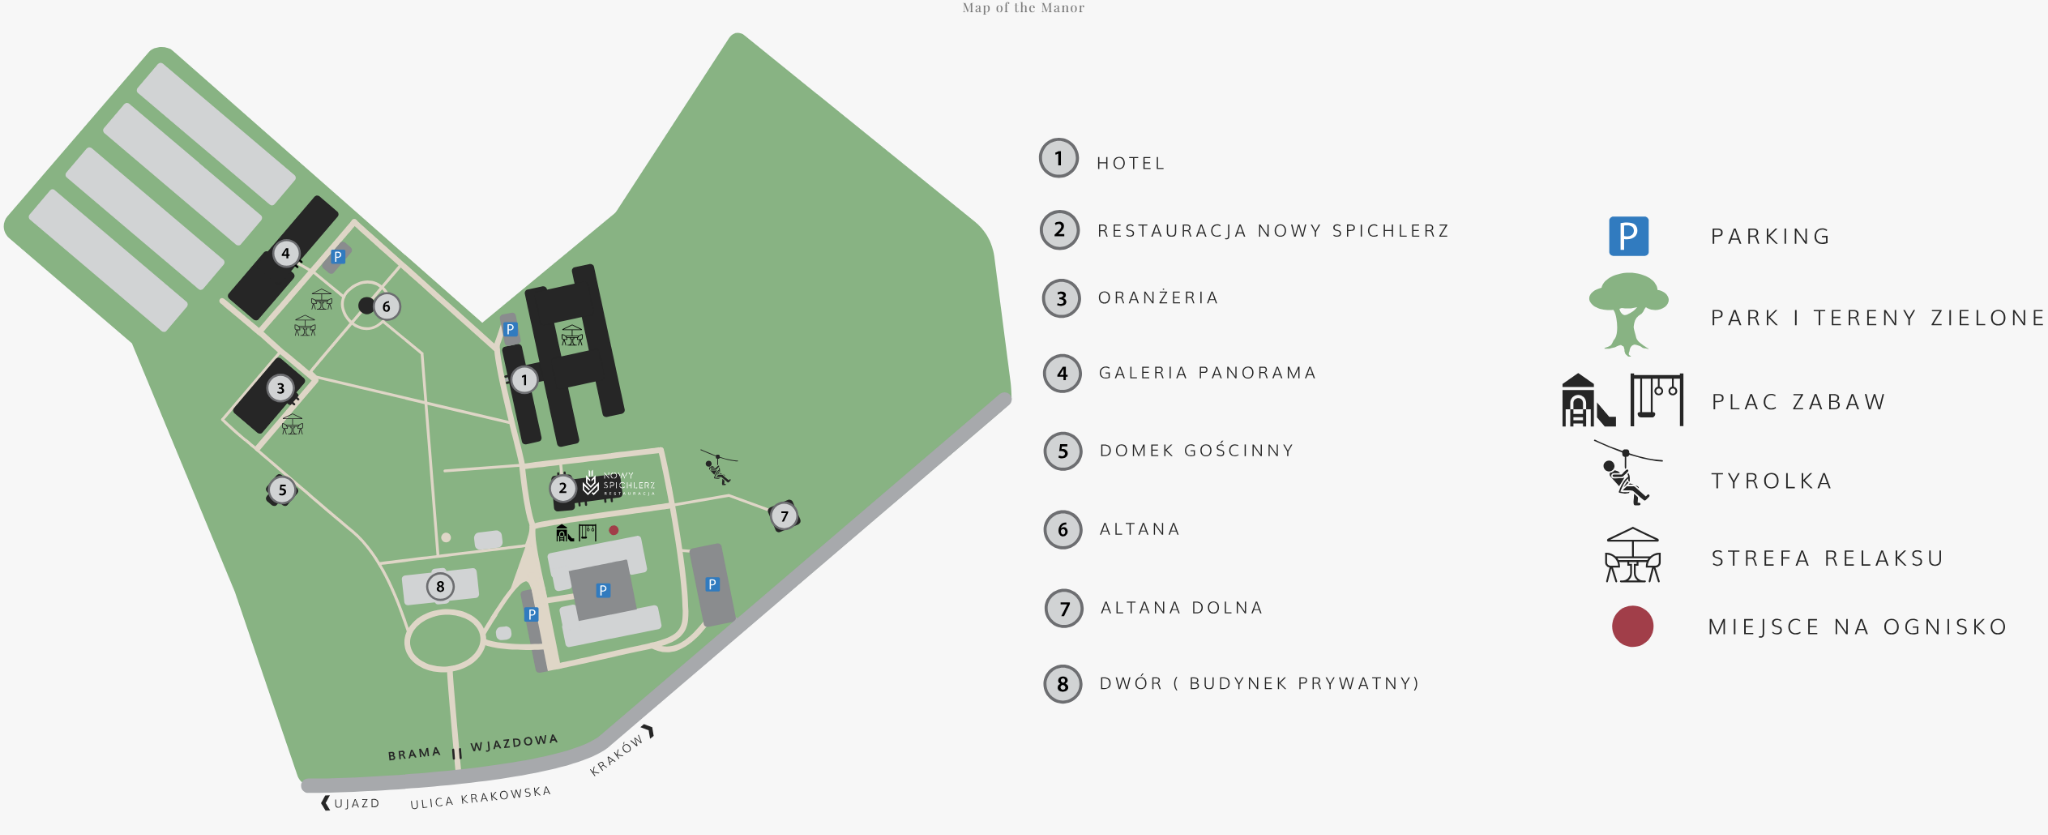 Map of the Manor
4
P
6
3
5
P
1
2
NOWY
SPICHLERZ
RESTAURACJA
7
8
P
P
P
BRAMA WJAZDOWA
KRAKÓW
UJAZD
ULICA KRAKOWSKA
1 HOTEL
2 RESTAURACJA NOWY SPICHLERZ
3 ORANŻERIA
4 GALERIA PANORAMA
5 DOMEK GOŚCINNY
6 ALTANA
7 ALTANA DOLNA
8 DWÓR ( BUDYNEK PRYWATNY)
P PARKING
PARK I TERENY ZIELONE
PLAC ZABAW
TYROLKA
STREFA RELAKSU
MIEJSCE NA OGNISKO